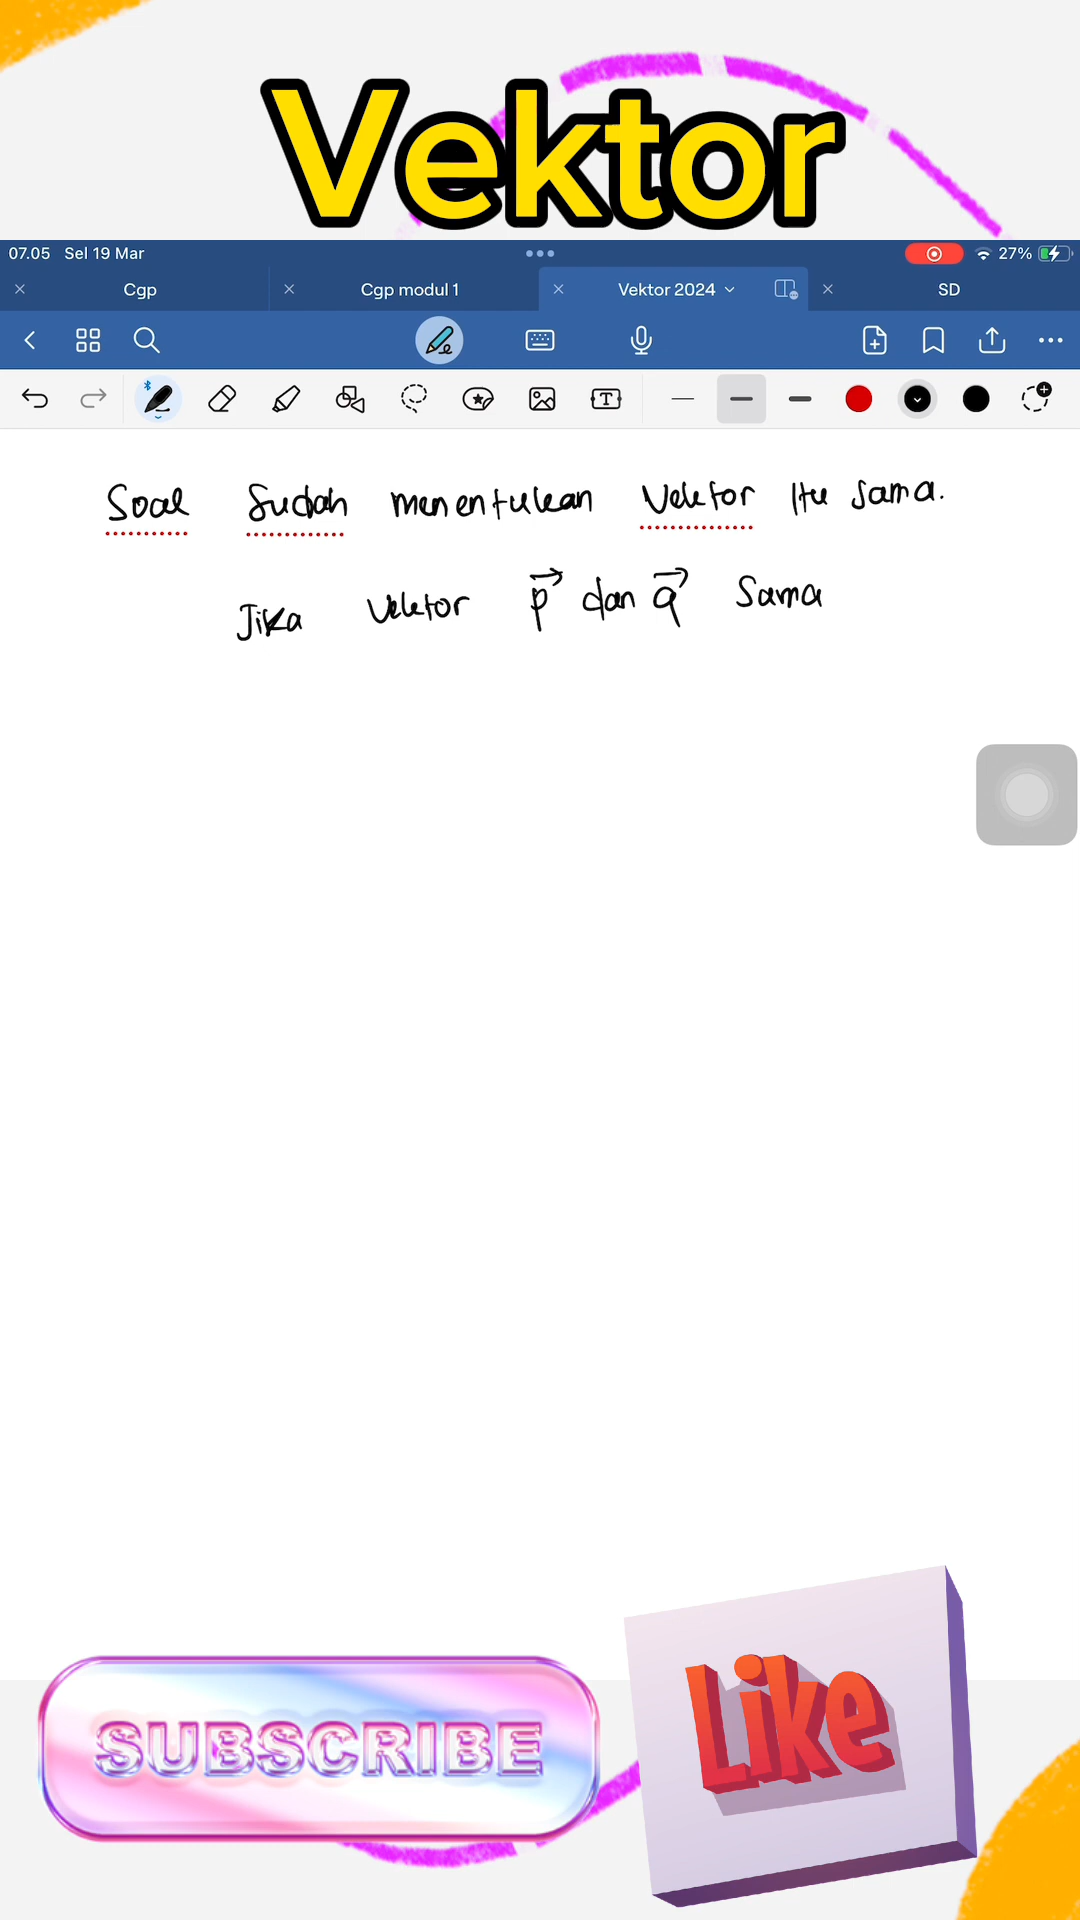 Vektor
07.05 Sel 19 Mar
27%
Cgp
Cgp modul 1
Vektor 2024
SD
T
Soal Sudah menentukan Vektor itu sama.
Jika Vektor p dan q Sama
SUBSCRIBE
Like